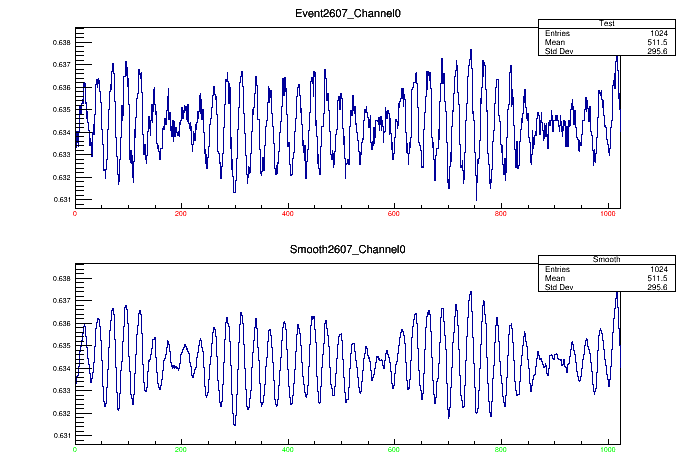 Event2607_Channel0
Test
Entries 1024
Mean 511.5
Std Dev 295.6
0.638
0.637
0.636
0.635
0.634
0.633
0.632
0.631
0 200 400 600 800 1000
Smooth2607_Channel0
Smooth
Entries 1024
Mean 511.5
Std Dev 295.6
0.638
0.637
0.636
0.635
0.634
0.633
0.632
0.631
0 200 400 600 800 1000